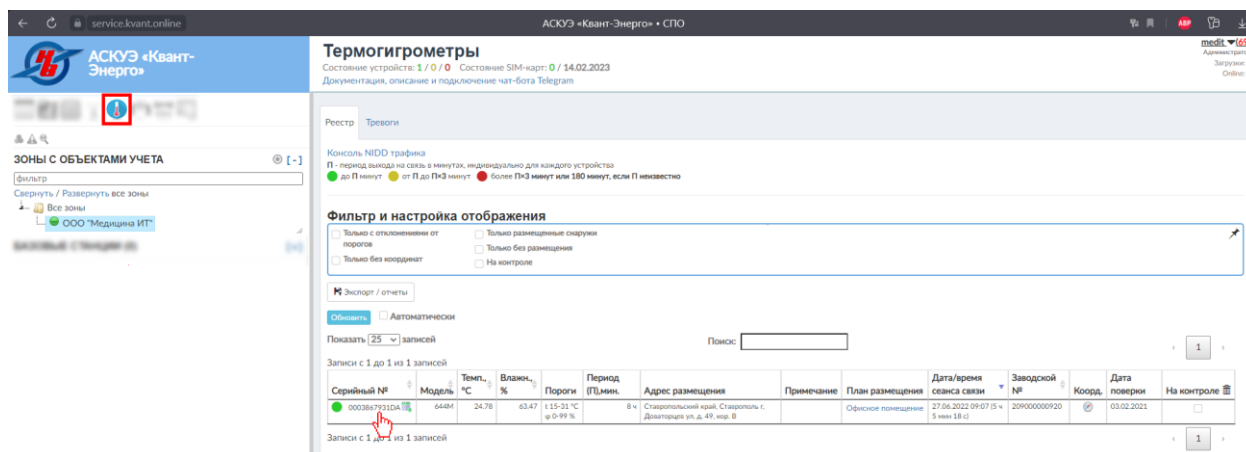 service.kvant.online
АСКУЭ «Квант-Энерго» • СПО
ABP
АСКУЭ «Квант-
Энерго»
ЗОНЫ С ОБЪЕКТАМИ УЧЕТА [-]
фильтр
Свернуть / Развернуть все зоны
Все зоны
ООО "Медицина ИТ"
Термогигрометры
Состояние устройств: 1 / 0 / 0 Состояние SIM-карт: 0 / 14.02.2023
Документация, описание и подключение чат-бота Telegram
medit
Администрат
Загрузки:
Online:
Реестр Тревоги
Консоль NIDD трафика
П - период выхода на связь в минутах, индивидуально для каждого устройства
до П минут от П до П×3 минут более П×3 минут или 180 минут, если П неизвестно
Фильтр и настройка отображения
Только с отклонениями от порогов
Только без координат
Только размещенные снаружи
Только без размещения
На контроле
Экспорт / отчеты
Обновить Автоматически
Показать 25 записей Поиск: 1
Записи с 1 до 1 из 1 записей
Серийный № Модель Темп., °C Влажн., % Пороги Период (П),мин. Адрес размещения Примечание План размещения Дата/время сеанса связи Заводской № Коорд. Дата поверки На контроле
0003867931DA 644M 24.78 63.47 t 15-31 °C φ 0-99 % 8 ч Ставропольский край, Ставрополь г, Доваторцев ул, д. 49, кор. В Офисное помещение 27.06.2022 09:07 (5 ч 5 мин 18 с) 209000000920 03.02.2021
Записи с 1 до 1 из 1 записей 1